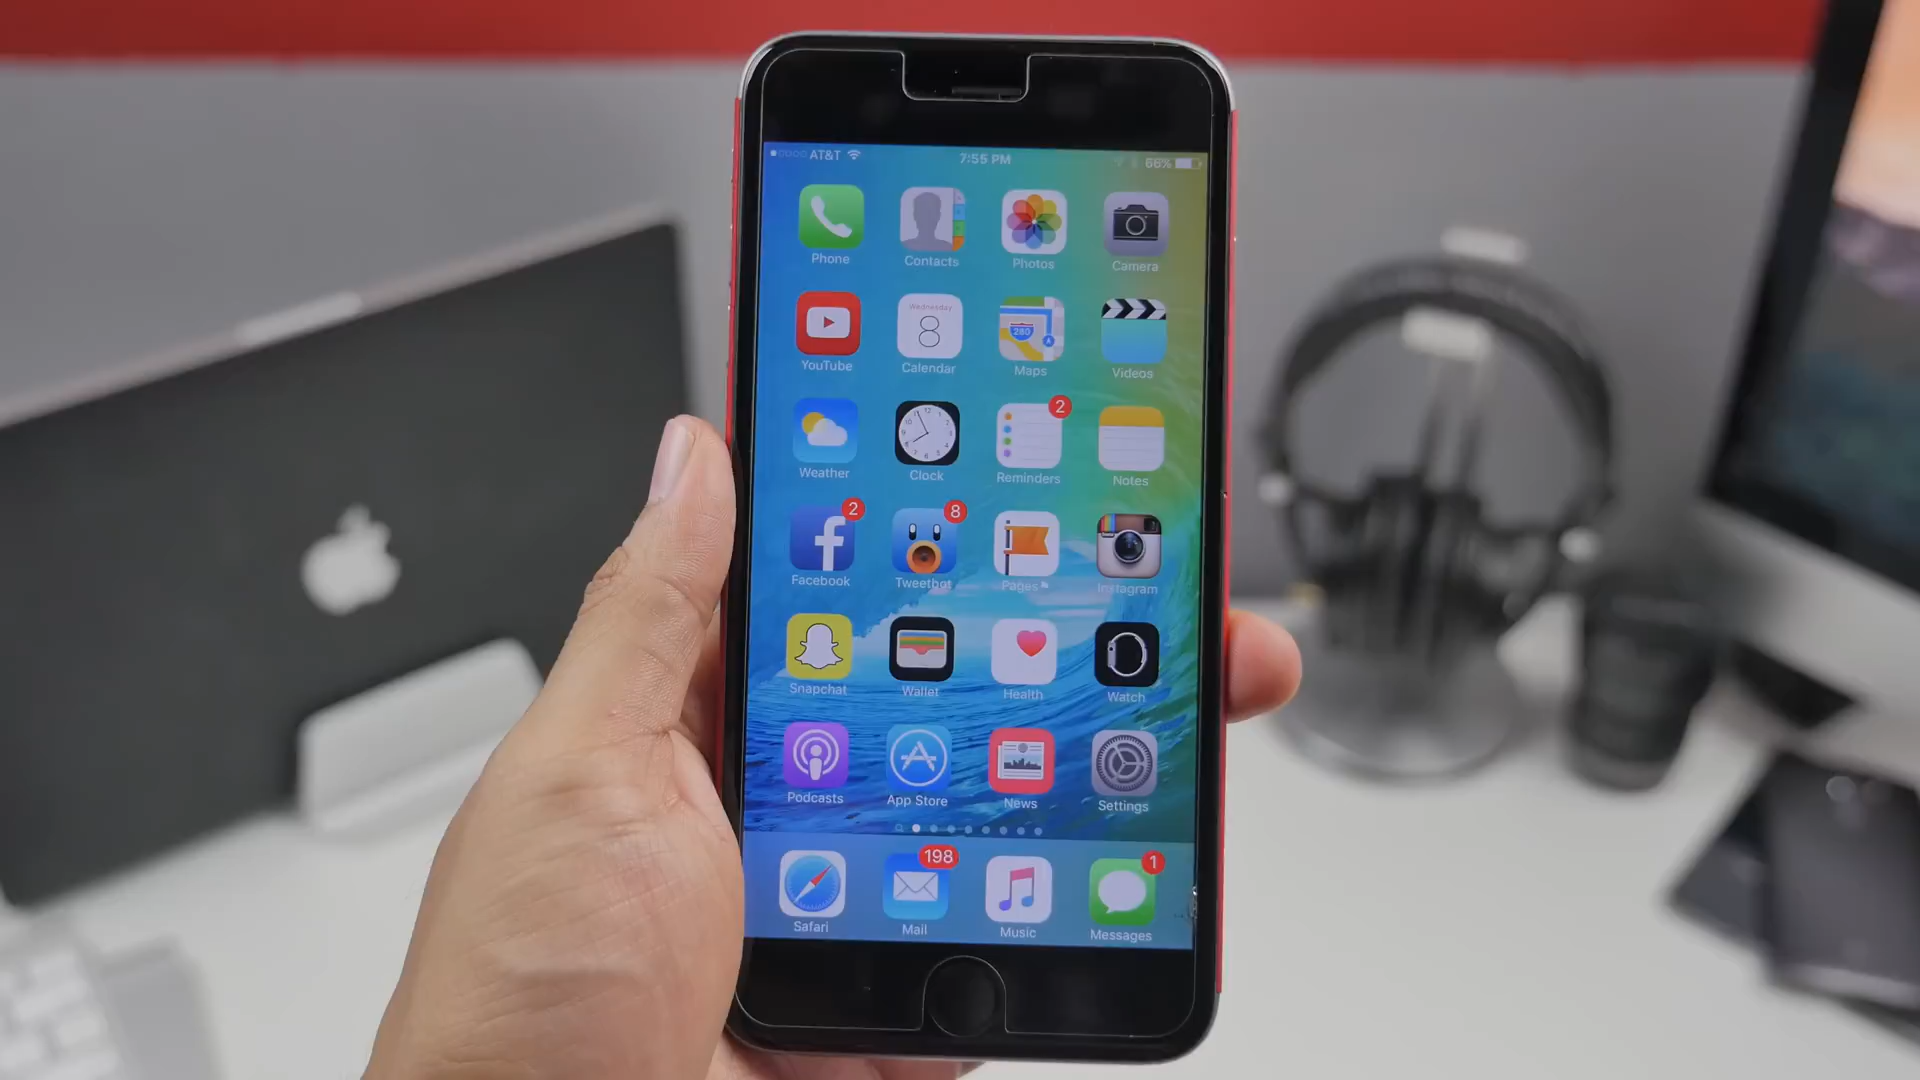 AT&T 7:55 PM 66%
Phone Contacts Photos Camera
Wednesday
8
280
YouTube Calendar Maps Videos
2
Weather Clock Reminders Notes
2 8
Facebook Tweetbot Pages Instagram
Snapchat Wallet Health Watch
Podcasts App Store News Settings
198 1
Safari Mail Music Messages